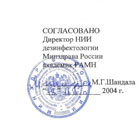 СОГЛАСОВАНО
Директор НИИ
дезинфектологии
Минздрава России
академик РАМН
М.Г.Шандала
2004 г.